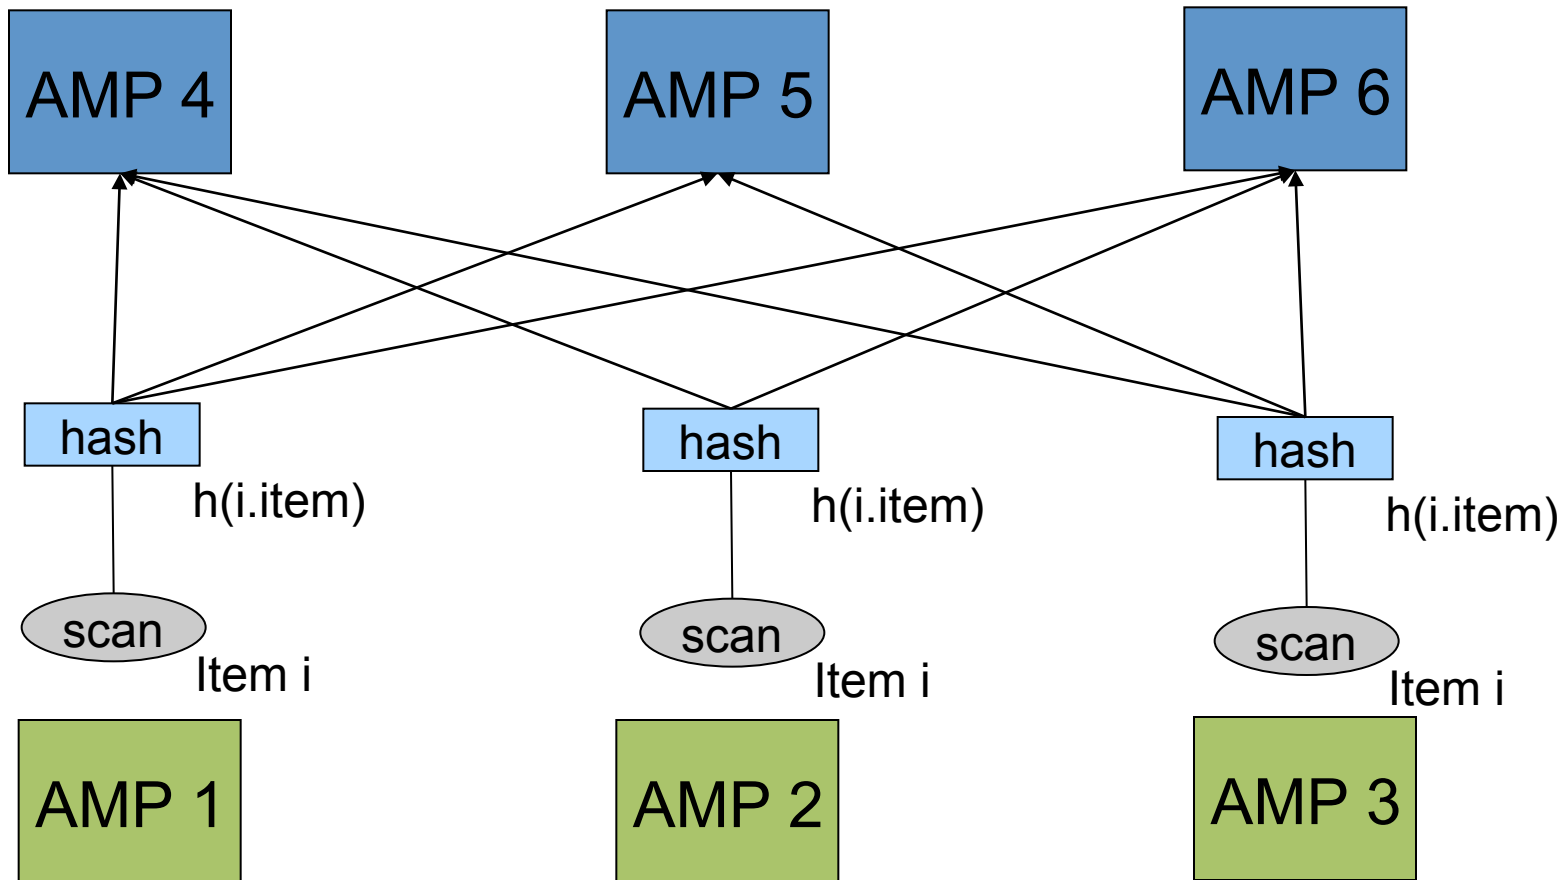 AMP 4
AMP 5
AMP 6
hash
hash
hash
h(i.item)
h(i.item)
h(i.item)
scan
scan
scan
Item i
Item i
Item i
AMP 1
AMP 2
AMP 3